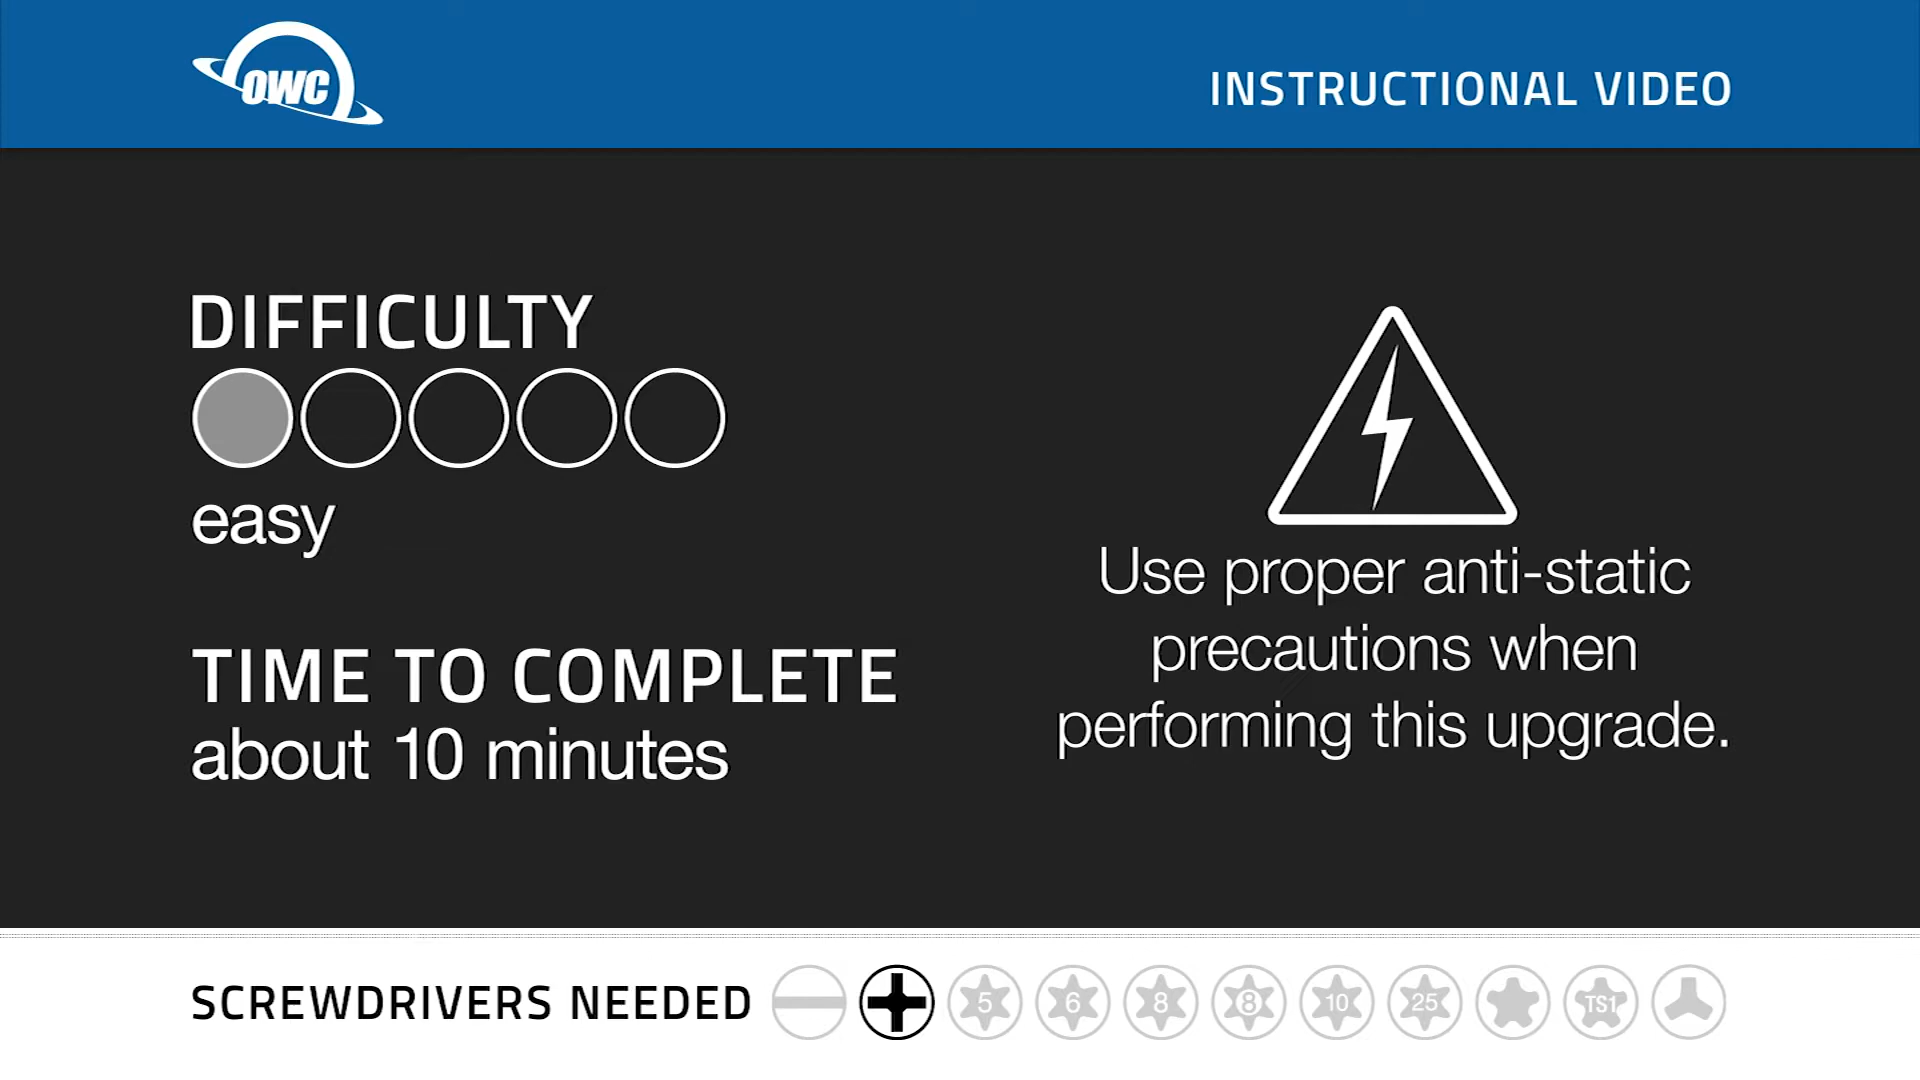 OWC
INSTRUCTIONAL VIDEO
DIFFICULTY
easy
TIME TO COMPLETE
about 10 minutes
Use proper anti-static
precautions when
performing this upgrade.
SCREWDRIVERS NEEDED 5 6 8 8 10 25 TS1